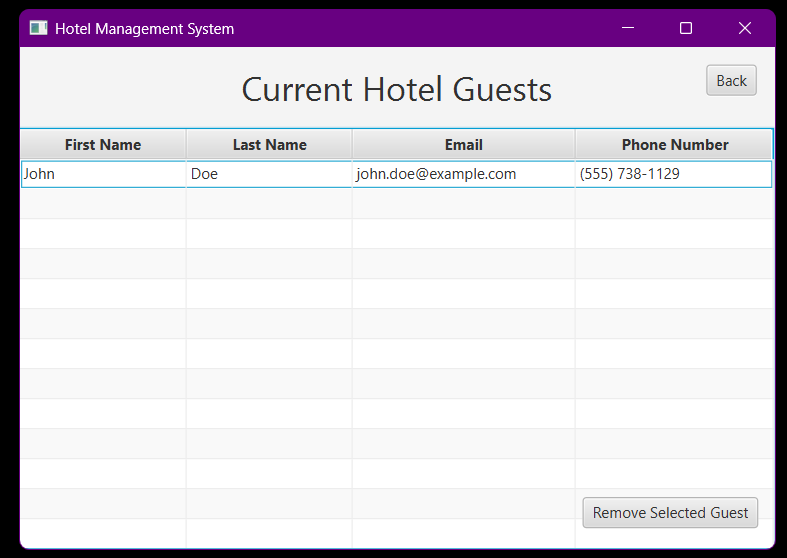 Hotel Management System
Current Hotel Guests
Back
First Name Last Name Email Phone Number
John Doe john.doe@example.com (555) 738-1129
Remove Selected Guest